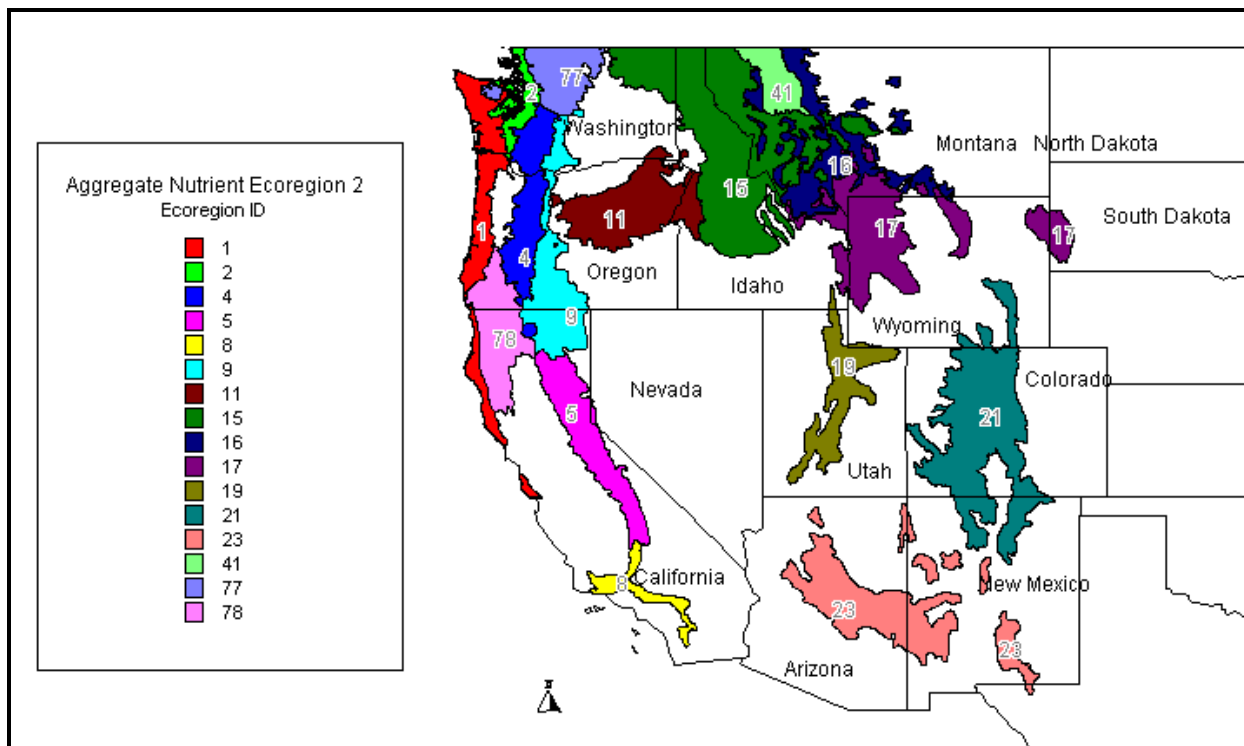 Aggregate Nutrient Ecoregion 2
Ecoregion ID
1
2
4
5
8
9
11
15
16
17
19
21
23
41
77
78
77
2
41
Washington
Montana
North Dakota
16
15
1
11
17
17
South Dakota
4
Oregon
Idaho
9
Wyoming
78
19
Nevada
Colorado
5
21
Utah
8
California
New Mexico
23
23
Arizona